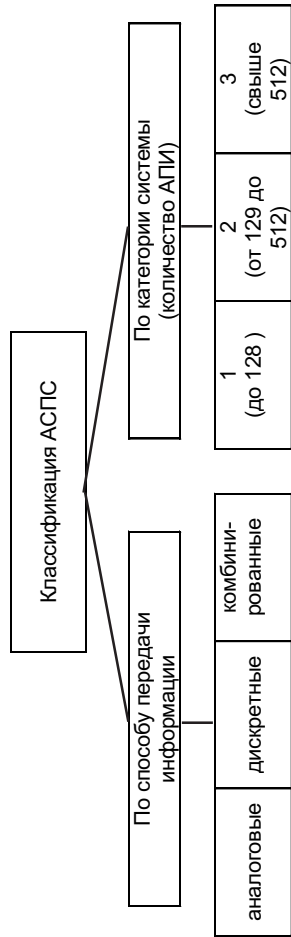 Классификация АСПС
По способу передачи
информации
По категории системы
(количество АПИ)
аналоговые
дискретные
комбини-
рованные
1
(до 128 )
2
(от 129 до
512)
3
(свыше
512)